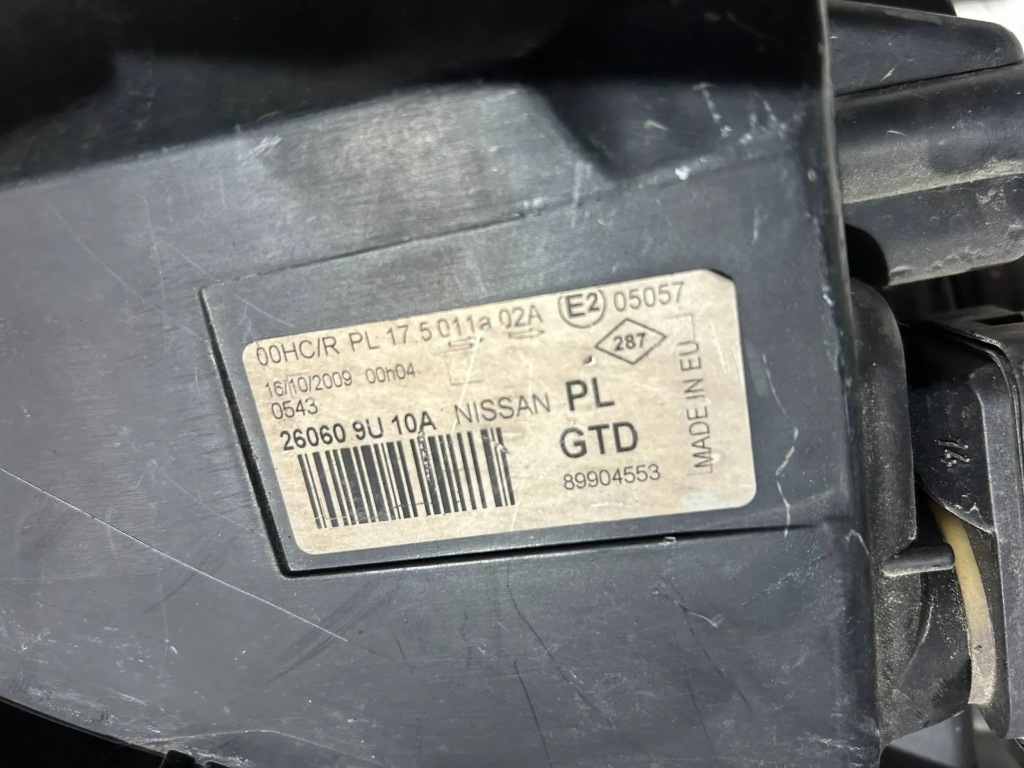 00HC/R PL 17.5 011a 02A E2 05057
16/10/2009 00h04
0543
287
26060 9U 10A NISSAN PL
GTD
89904553
MADE IN EU